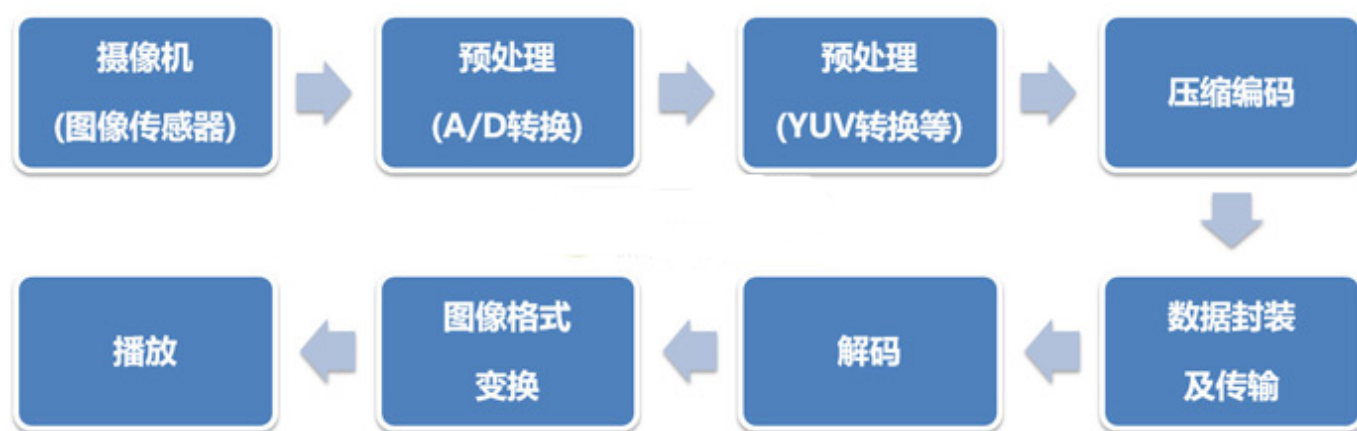 摄像机
(图像传感器)
预处理
(A/D转换)
预处理
(YUV转换等)
压缩编码
数据封装
及传输
解码
图像格式
变换
播放